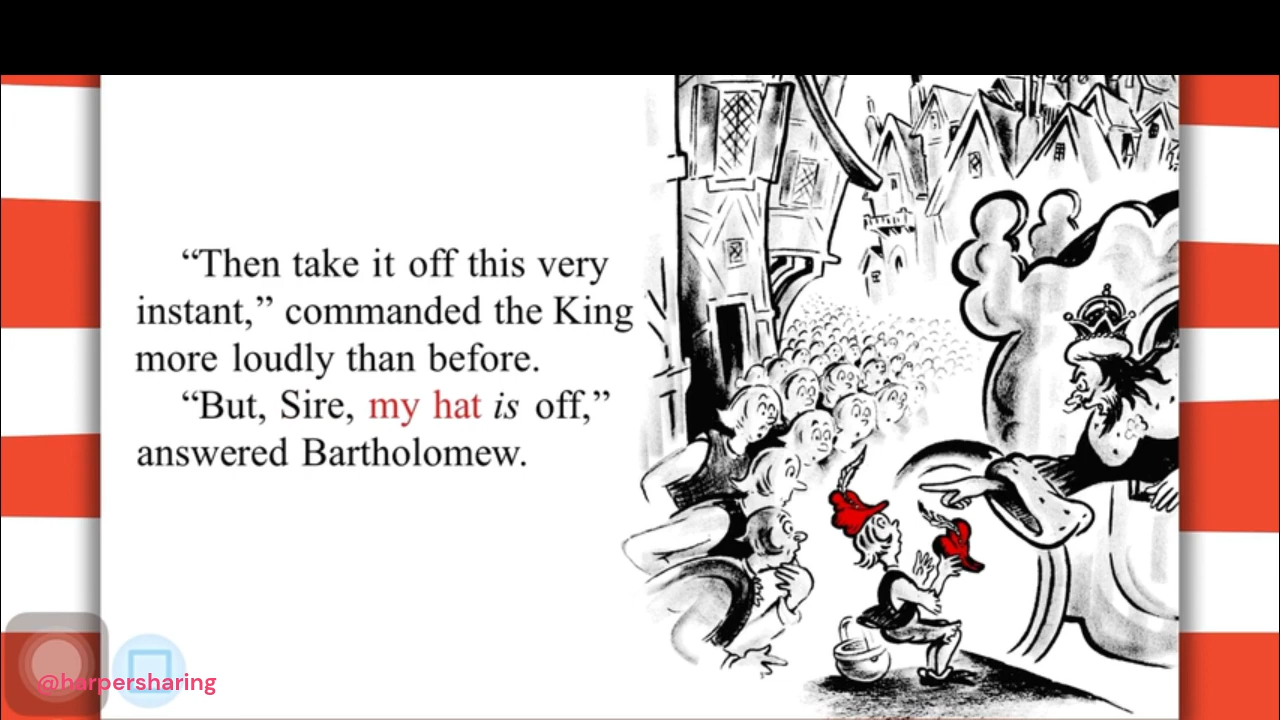 “Then take it off this very
instant,” commanded the King
more loudly than before.
“But, Sire, my hat is off,”
answered Bartholomew.
@harpersharing